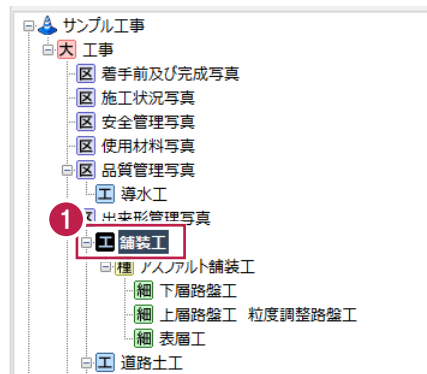 サンプル工事
大 工事
区 着手前及び完成写真
区 施工状況写真
区 安全管理写真
区 使用材料写真
区 品質管理写真
工 導水工
1 区 出来形管理写真
工 舗装工
種 アスファルト舗装工
細 下層路盤工
細 上層路盤工 粒度調整路盤工
細 表層工
工 道路土工